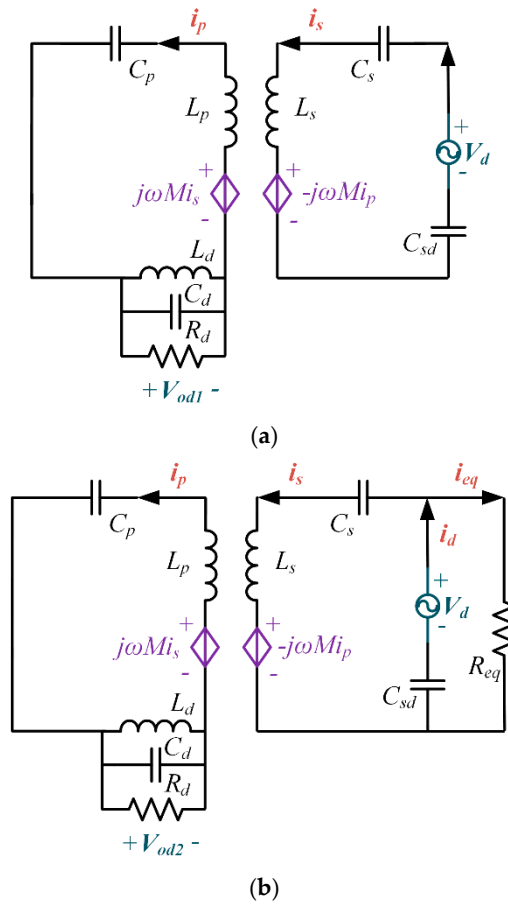 i_p i_s
C_p C_s
L_p L_s
+ + + V_d
jωMi_s -jωMi_p -
- -
L_d C_sd
C_d
R_d
+ V_od1 -
(a)
i_p i_s i_eq
C_p C_s i_d
L_p L_s
+ + + V_d
jωMi_s -jωMi_p -
- - R_eq
L_d C_sd
C_d
R_d
+ V_od2 -
(b)